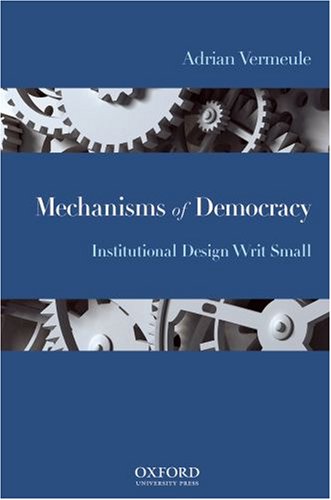 Adrian Vermeule
Mechanisms of Democracy
Institutional Design Writ Small
OXFORD
UNIVERSITY PRESS